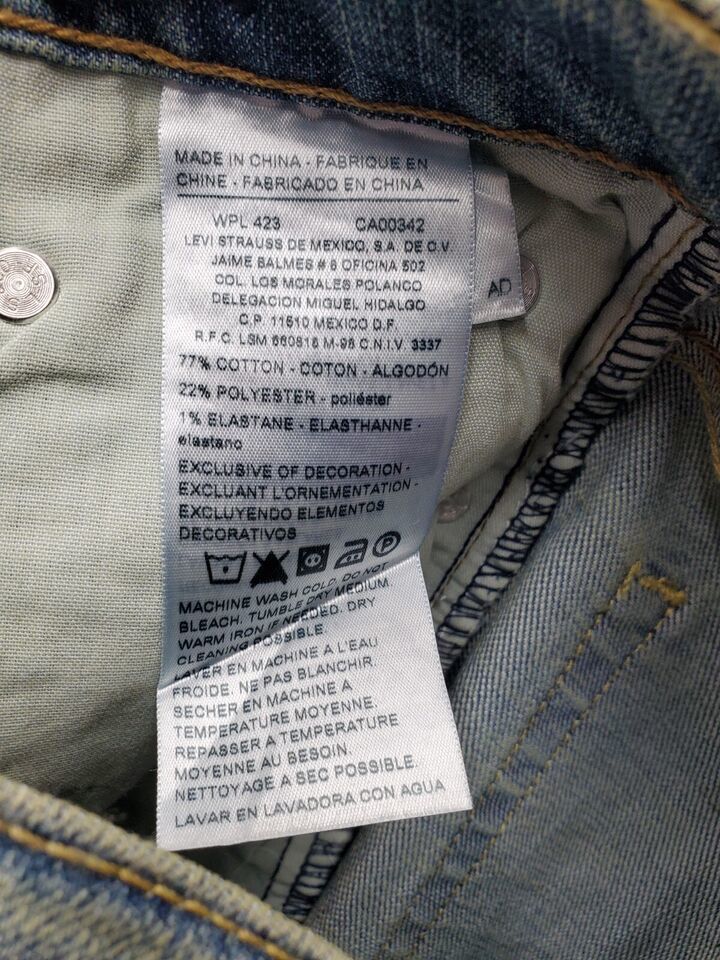 MADE IN CHINA - FABRIQUE EN
CHINE - FABRICADO EN CHINA
WPL 423 CA00342
LEVI STRAUSS DE MEXICO, S.A. DE C.V.
JAIME BALMES # 8 OFICINA 502
COL. LOS MORALES POLANCO
DELEGACION MIGUEL HIDALGO
C.P. 11510 MEXICO D.F.
R.F.C. LSM 660816 M-98 C.N.I.V. 3337
77% COTTON - COTON - ALGODÓN
22% POLYESTER - poliéster
1% ELASTANE - ELASTHANNE -
elastano
EXCLUSIVE OF DECORATION -
EXCLUANT L'ORNEMENTATION -
EXCLUYENDO ELEMENTOS
DECORATIVOS
P
MACHINE WASH COLD. DO NOT
BLEACH. TUMBLE DRY MEDIUM.
WARM IRON IF NEEDED. DRY
CLEANING POSSIBLE.
LAVER EN MACHINE A L'EAU
FROIDE. NE PAS BLANCHIR.
SECHER EN MACHINE A
TEMPERATURE MOYENNE.
REPASSER A TEMPERATURE
MOYENNE AU BESOIN.
NETTOYAGE A SEC POSSIBLE.
LAVAR EN LAVADORA CON AGUA
AD